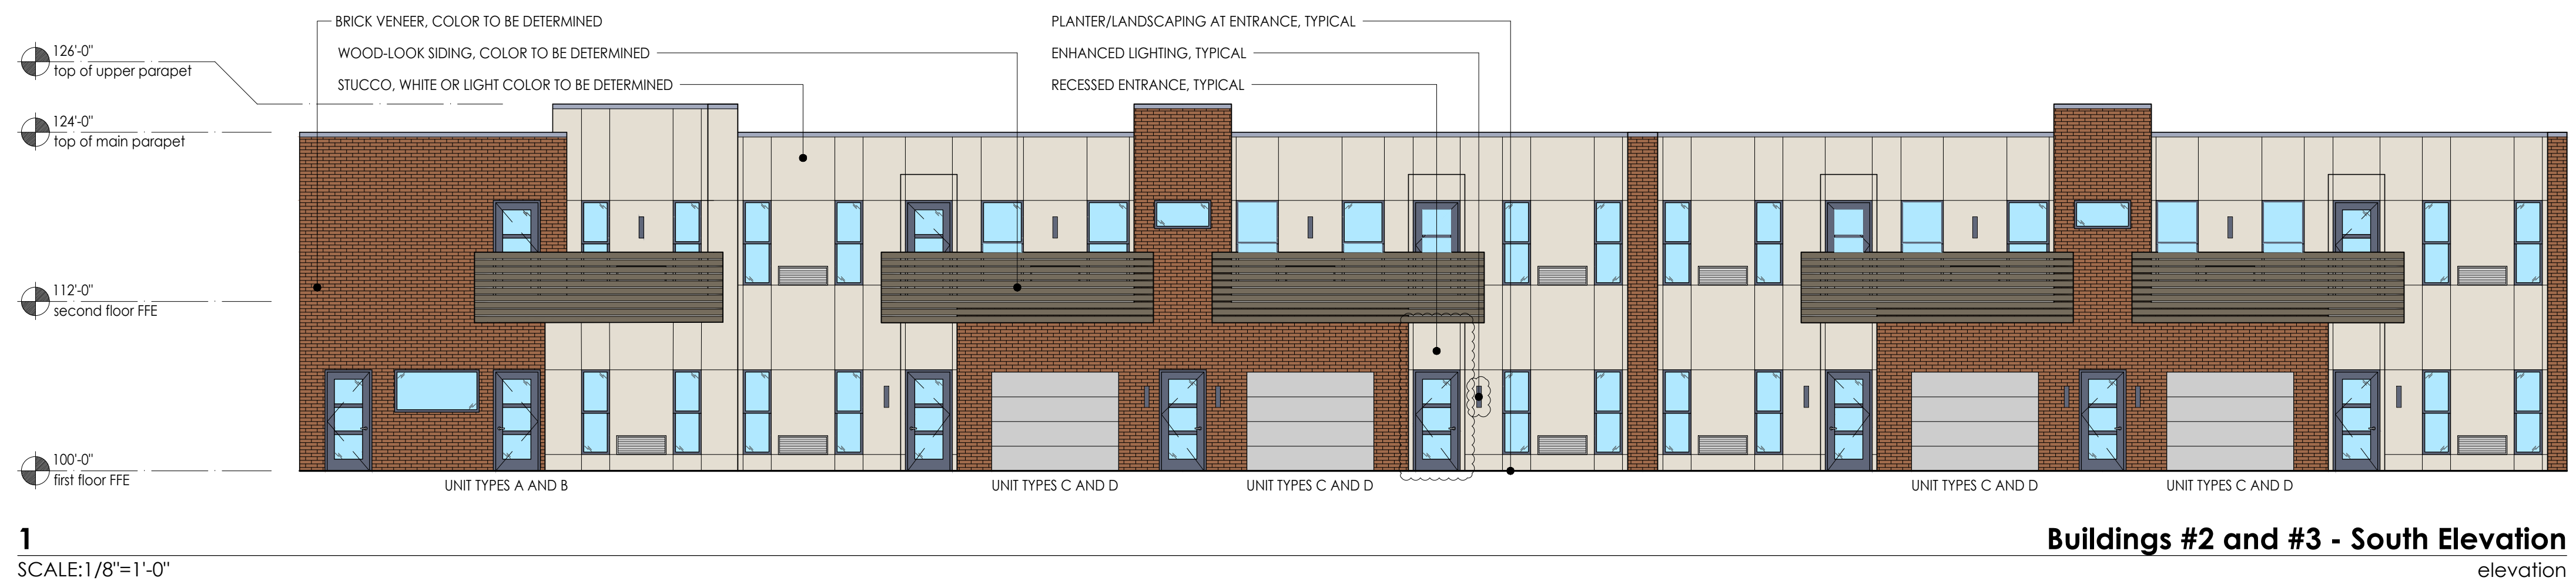 BRICK VENEER, COLOR TO BE DETERMINED
WOOD-LOOK SIDING, COLOR TO BE DETERMINED
STUCCO, WHITE OR LIGHT COLOR TO BE DETERMINED
PLANTER/LANDSCAPING AT ENTRANCE, TYPICAL
ENHANCED LIGHTING, TYPICAL
RECESSED ENTRANCE, TYPICAL
126'-0"
top of upper parapet
124'-0"
top of main parapet
112'-0"
second floor FFE
100'-0"
first floor FFE
UNIT TYPES A AND B
UNIT TYPES C AND D
UNIT TYPES C AND D
UNIT TYPES C AND D
UNIT TYPES C AND D
1
Buildings #2 and #3 - South Elevation
SCALE:1/8"=1'-0"
elevation